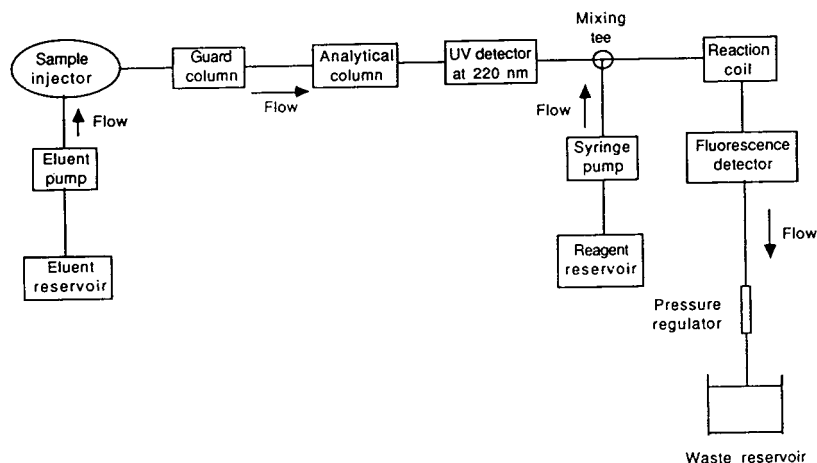 Sample
injector
Guard
column
Analytical
column
UV detector
at 220 nm
Mixing
tee
Reaction
coil
Flow
Flow
Flow
Eluent
pump
Syringe
pump
Fluorescence
detector
Flow
Eluent
reservoir
Reagent
reservoir
Pressure
regulator
Waste reservoir